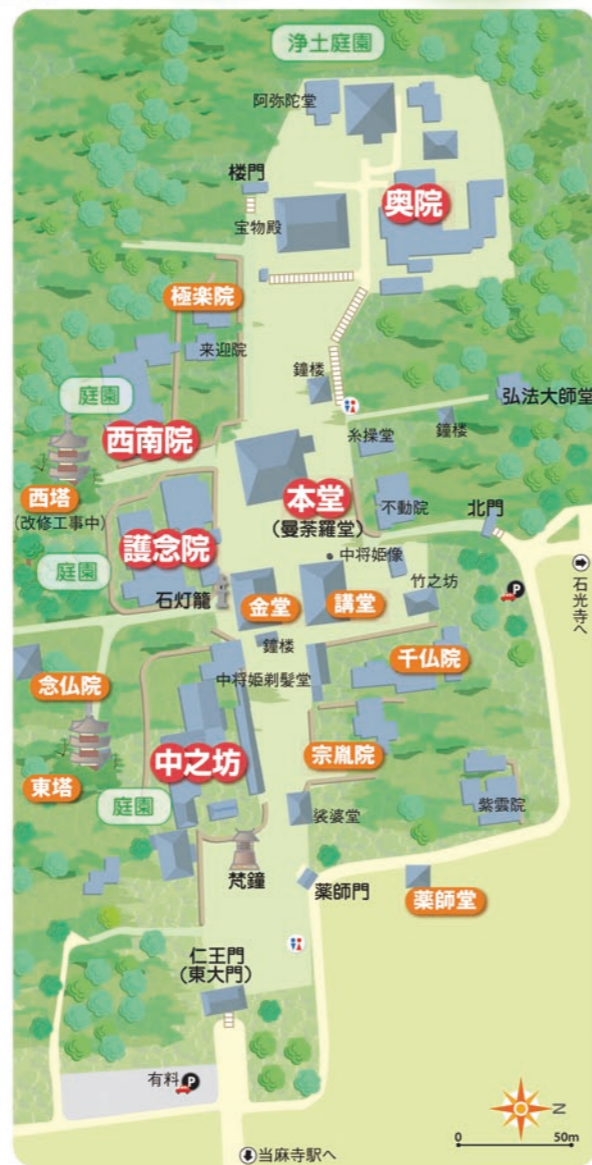 浄土庭園
阿弥陀堂
楼門
宝物殿
奥院
極楽院
来迎院
鐘楼
弘法大師堂
庭園
西南院
糸操堂
鐘楼
西塔
(改修工事中)
本堂
(曼荼羅堂)
不動院
北門
護念院
庭園
中将姫像
石光寺へ
P
竹之坊
石灯籠
金堂
講堂
鐘楼
千仏院
念仏院
中将姫剃髪堂
中之坊
宗胤院
東塔
庭園
裟婆堂
紫雲院
梵鐘
薬師門
薬師堂
仁王門
(東大門)
有料 P
N
0 50m
当麻寺駅へ